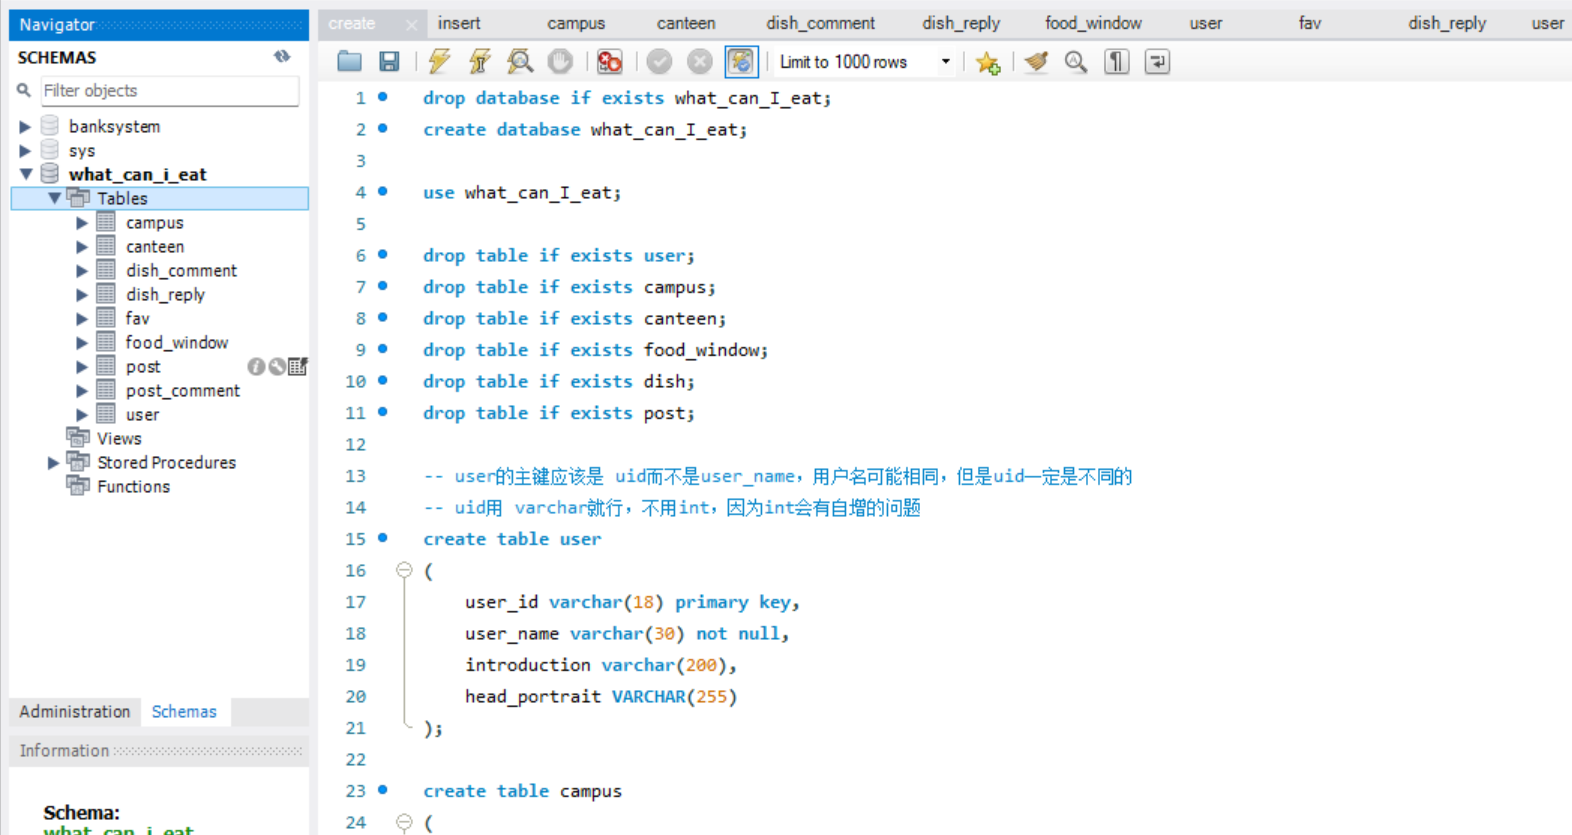 Navigator
SCHEMAS
Filter objects
banksystem
sys
what_can_i_eat
Tables
campus
canteen
dish_comment
dish_reply
fav
food_window
post
post_comment
user
Views
Stored Procedures
Functions
Administration Schemas
Information
Schema:
what_can_i_eat
create insert campus canteen dish_comment dish_reply food_window user fav dish_reply user
Limit to 1000 rows
1 drop database if exists what_can_I_eat;
2 create database what_can_I_eat;
3
4 use what_can_I_eat;
5
6 drop table if exists user;
7 drop table if exists campus;
8 drop table if exists canteen;
9 drop table if exists food_window;
10 drop table if exists dish;
11 drop table if exists post;
12
13 -- user的主键应该是 uid而不是user_name，用户名可能相同，但是uid一定是不同的
14 -- uid用 varchar就行，不用int，因为int会有自增的问题
15 create table user
16 (
17 user_id varchar(18) primary key,
18 user_name varchar(30) not null,
19 introduction varchar(200),
20 head_portrait VARCHAR(255)
21 );
22
23 create table campus
24 (